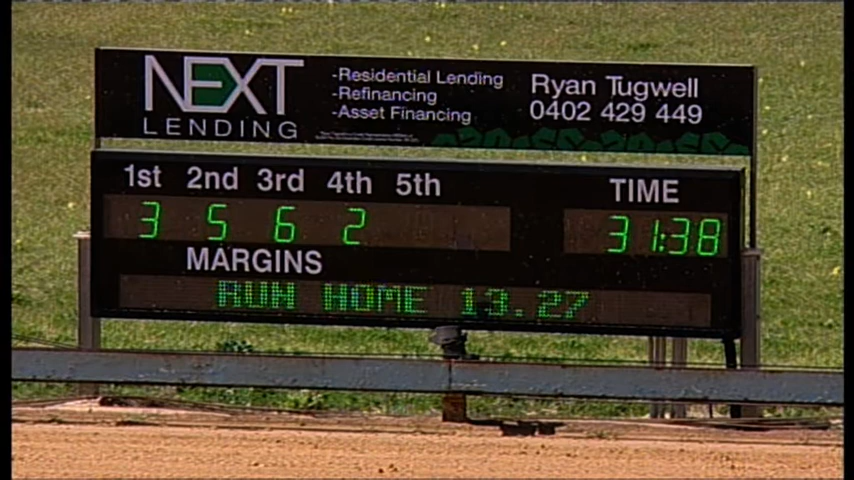 NEXT
LENDING
-Residential Lending
-Refinancing
-Asset Financing
Ryan Tugwell
0402 429 449
1st 2nd 3rd 4th 5th TIME
3 5 6 2 31:38
MARGINS
RUN HOME 13.27